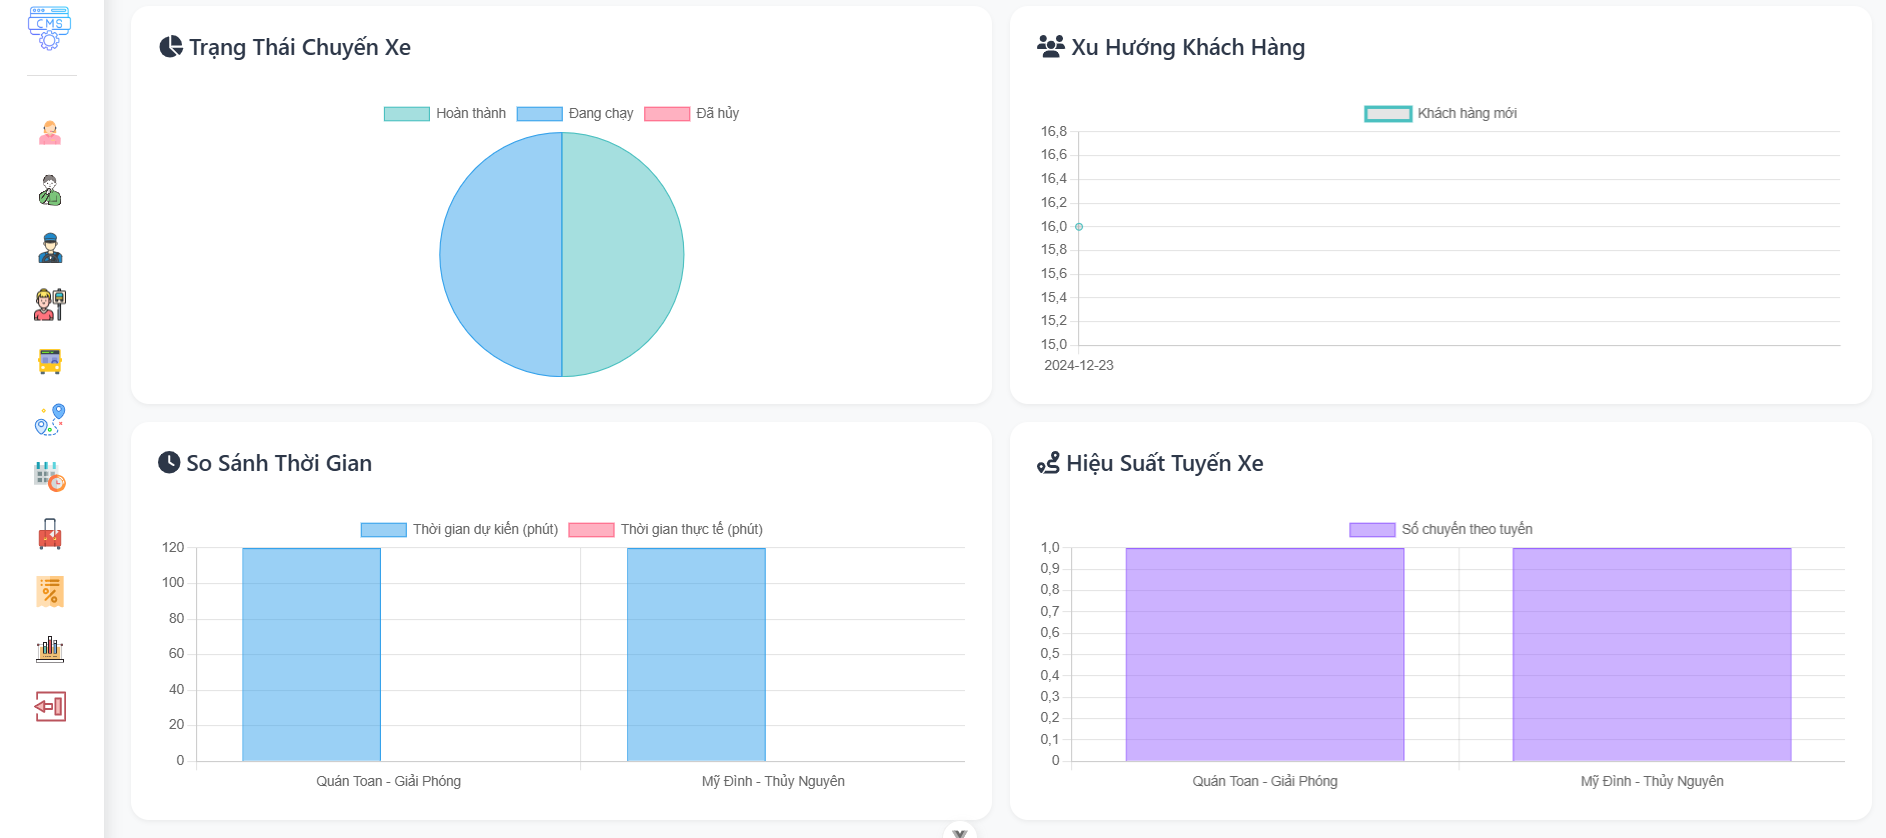 CMS
Trạng Thái Chuyến Xe
Hoàn thành Đang chạy Đã hủy
Xu Hướng Khách Hàng
Khách hàng mới
16,8
16,6
16,4
16,2
16,0
15,8
15,6
15,4
15,2
15,0
2024-12-23
So Sánh Thời Gian
Thời gian dự kiến (phút) Thời gian thực tế (phút)
120
100
80
60
40
20
0
Quán Toan - Giải Phóng Mỹ Đình - Thủy Nguyên
Hiệu Suất Tuyến Xe
Số chuyến theo tuyến
1,0
0,9
0,8
0,7
0,6
0,5
0,4
0,3
0,2
0,1
0
Quán Toan - Giải Phóng Mỹ Đình - Thủy Nguyên